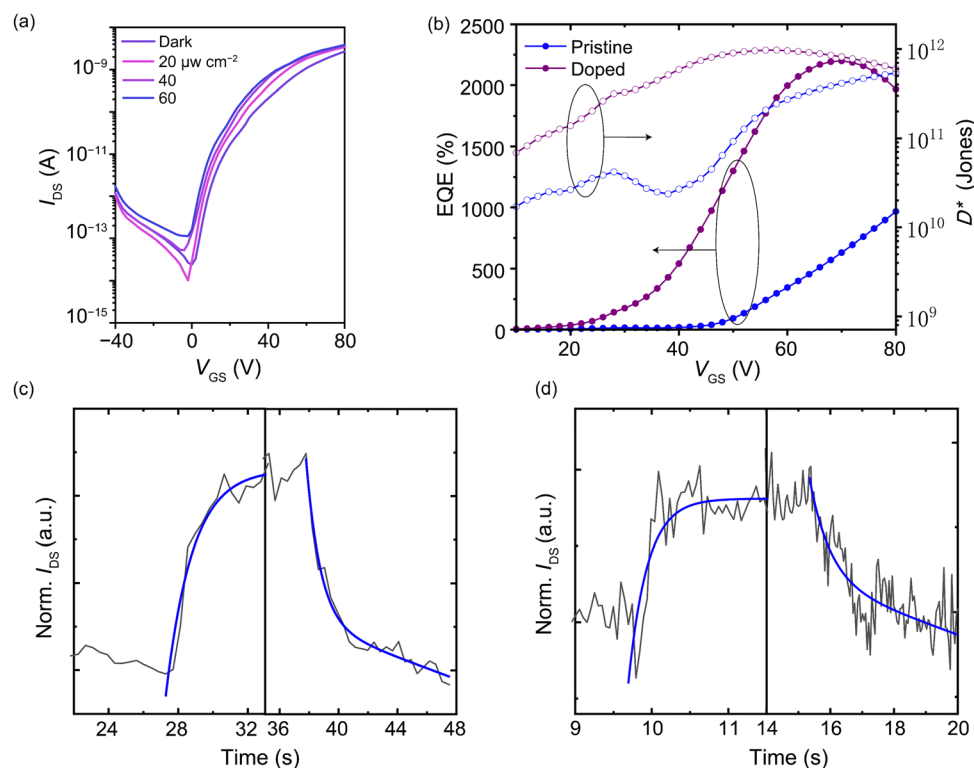 (a)
Dark
20 μw cm⁻²
40
60
10⁻⁹
10⁻¹¹
10⁻¹³
10⁻¹⁵
I_DS (A)
−40 0 40 80
V_GS (V)
(b)
Pristine
Doped
2500
2000
1500
1250
1000
500
250
0
EQE (%)
10¹²
10¹¹
10¹⁰
10⁹
D* (Jones)
20 40 60 80
V_GS (V)
(c)
Norm. I_DS (a.u.)
24 28 32 36 40 44 48
Time (s)
(d)
Norm. I_DS (a.u.)
9 10 11 14 16 18 20
Time (s)